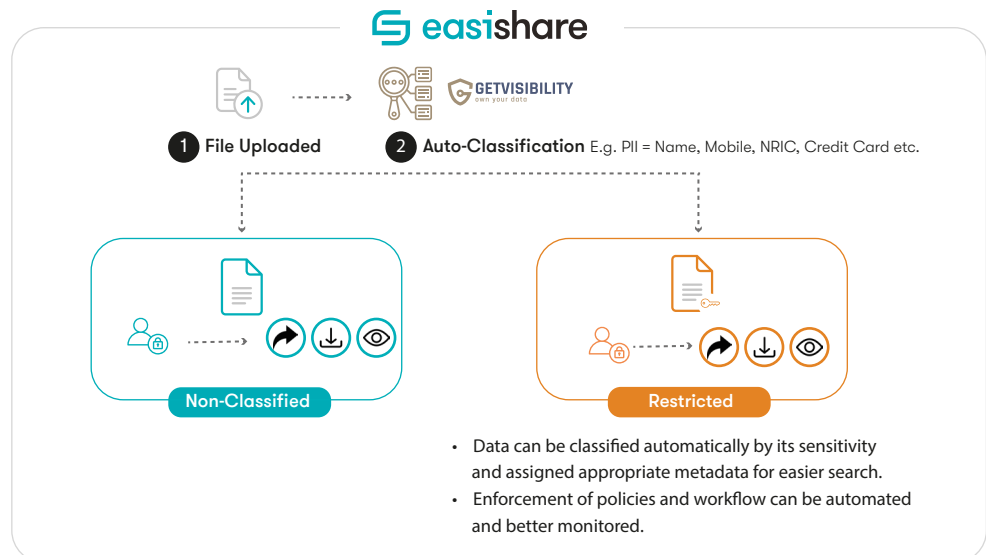 easishare
GETVISIBILITY
own your data
1 File Uploaded
2 Auto-Classification E.g. PII = Name, Mobile, NRIC, Credit Card etc.
Non-Classified
Restricted
• Data can be classified automatically by its sensitivity
and assigned appropriate metadata for easier search.
• Enforcement of policies and workflow can be automated
and better monitored.